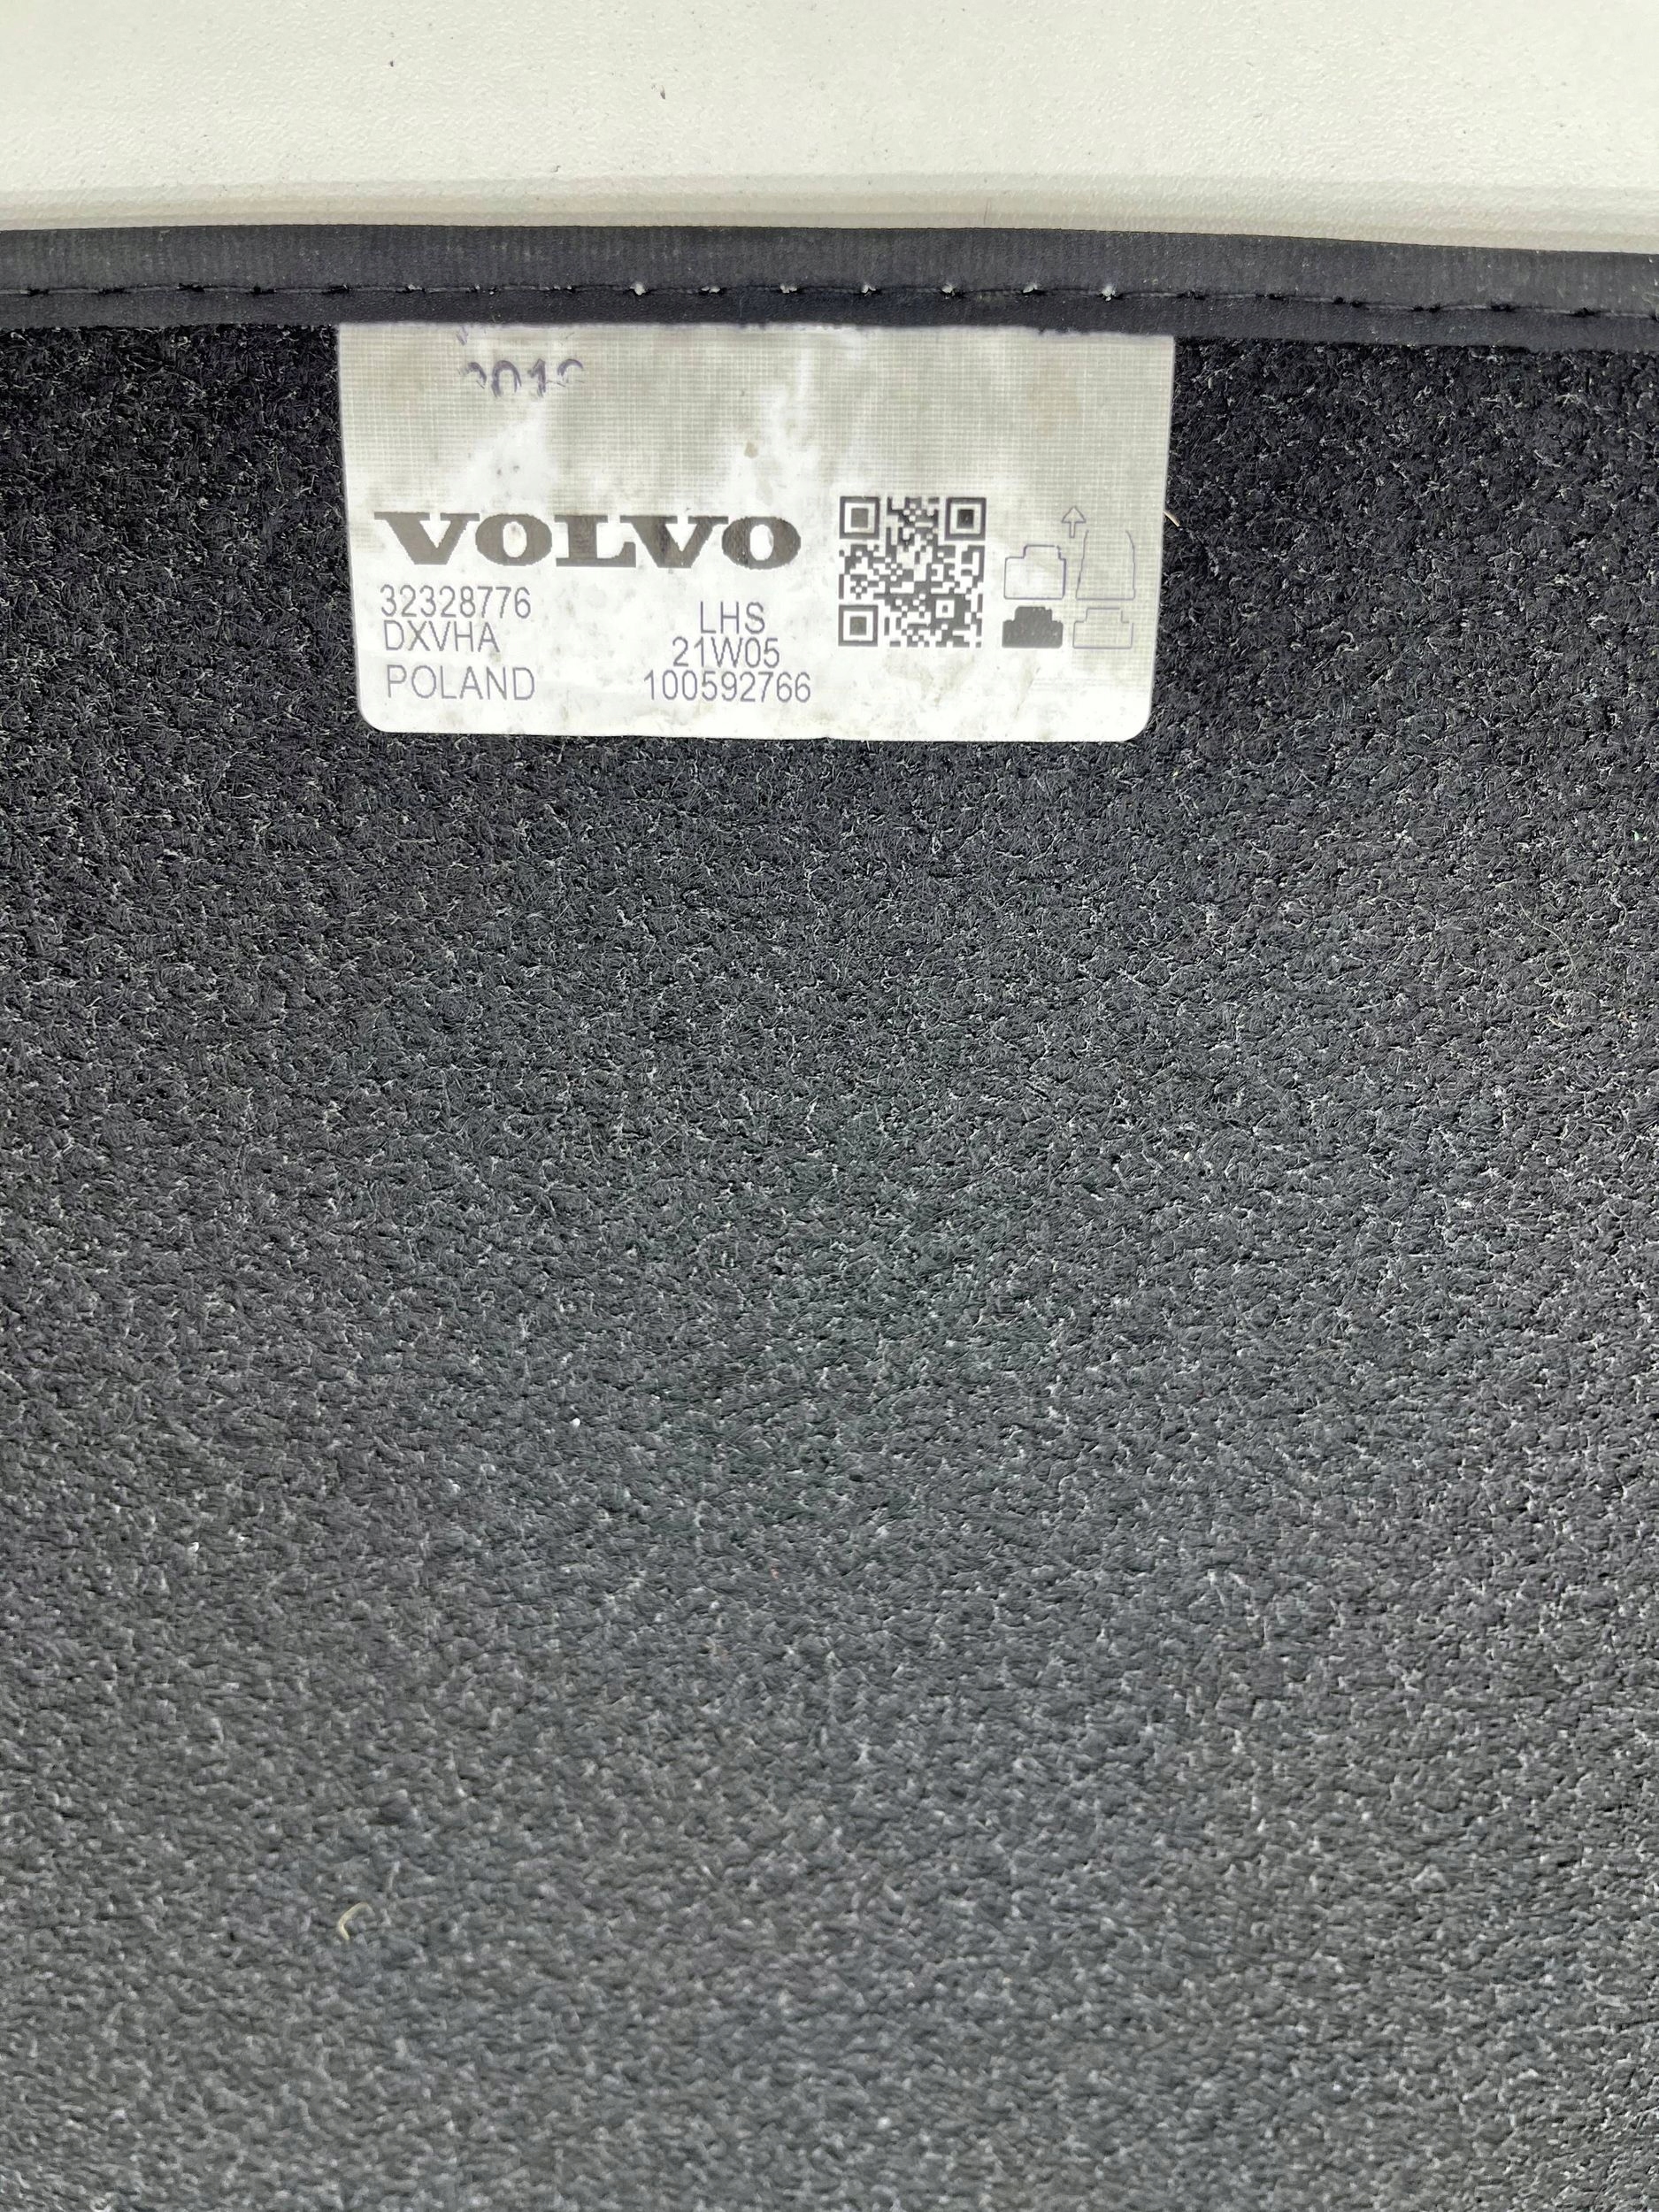 VOLVO
32328776
DXVHA
POLAND
LHS
21W05
100592766